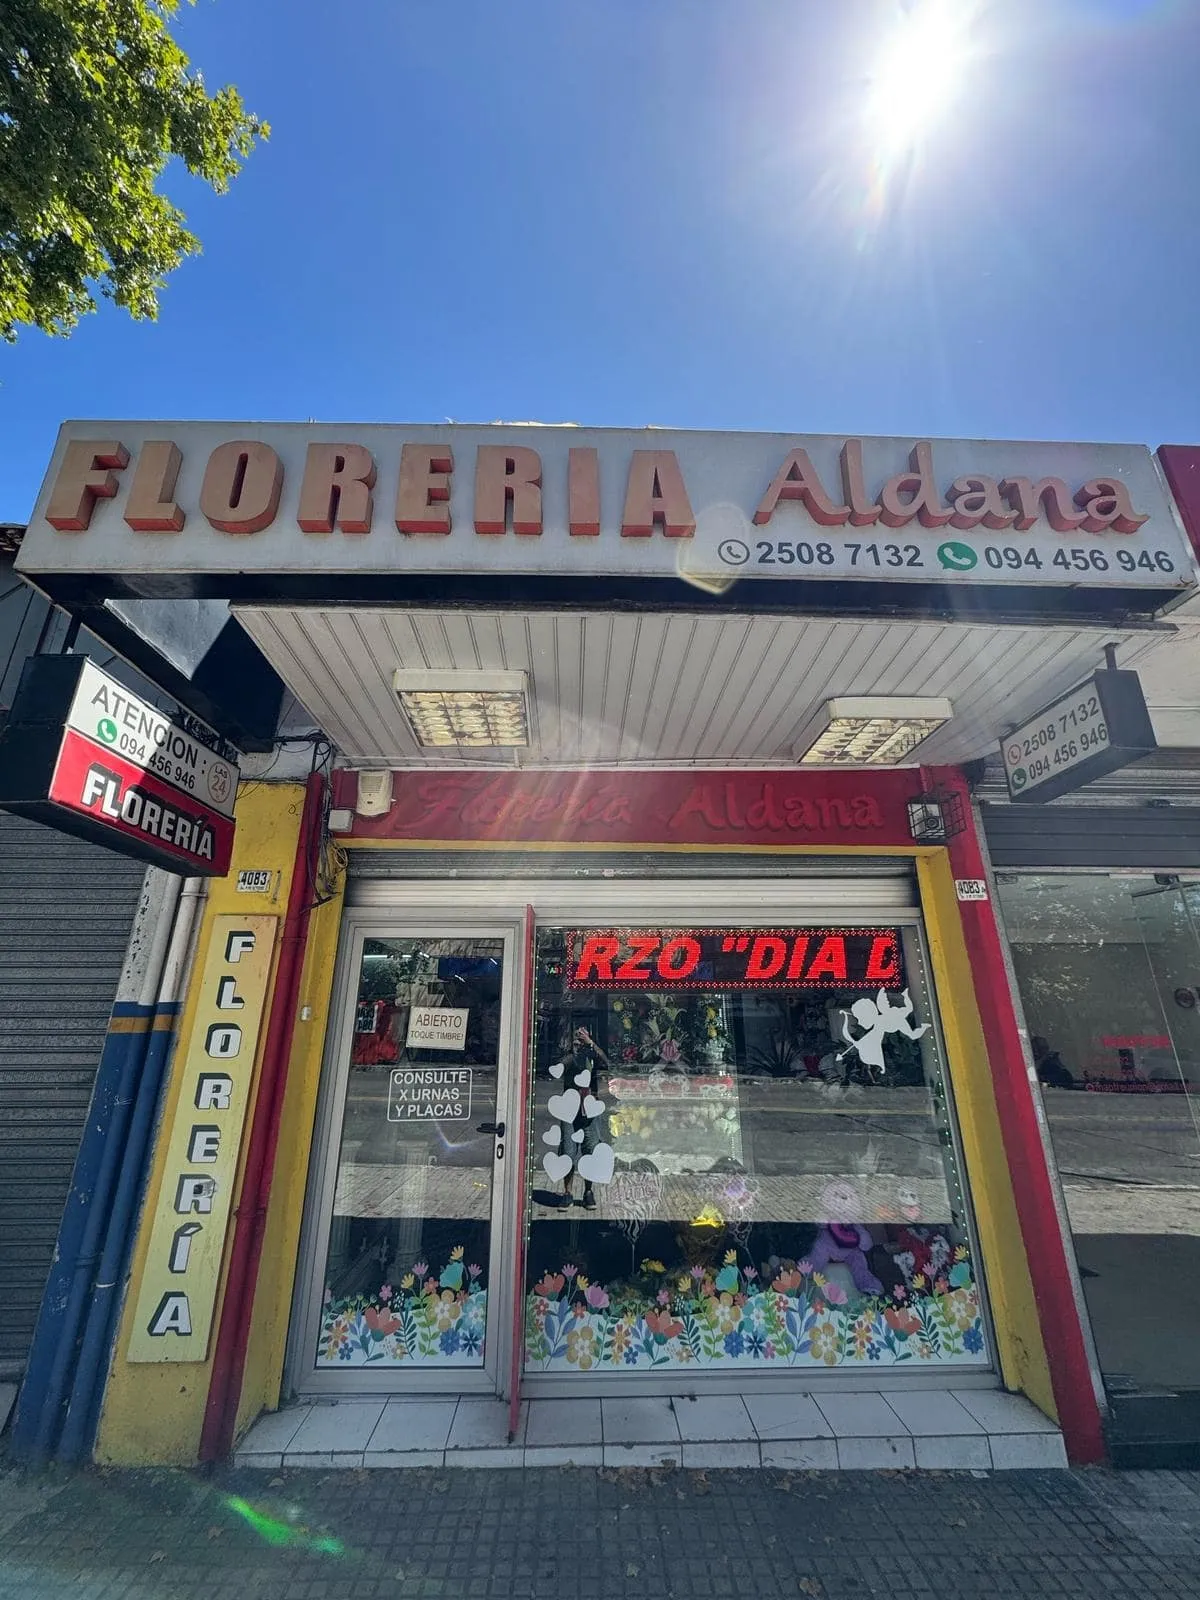 FLORERIA Aldana
2508 7132 094 456 946
ATENCION :
094 456 946
LAS
24
FLORERÍA
2508 7132
094 456 946
Florería Aldana
4083
4083
FLORERÍA
RZO "DIA D
ABIERTO
TOQUE TIMBRE!
CONSULTE
X URNAS
Y PLACAS